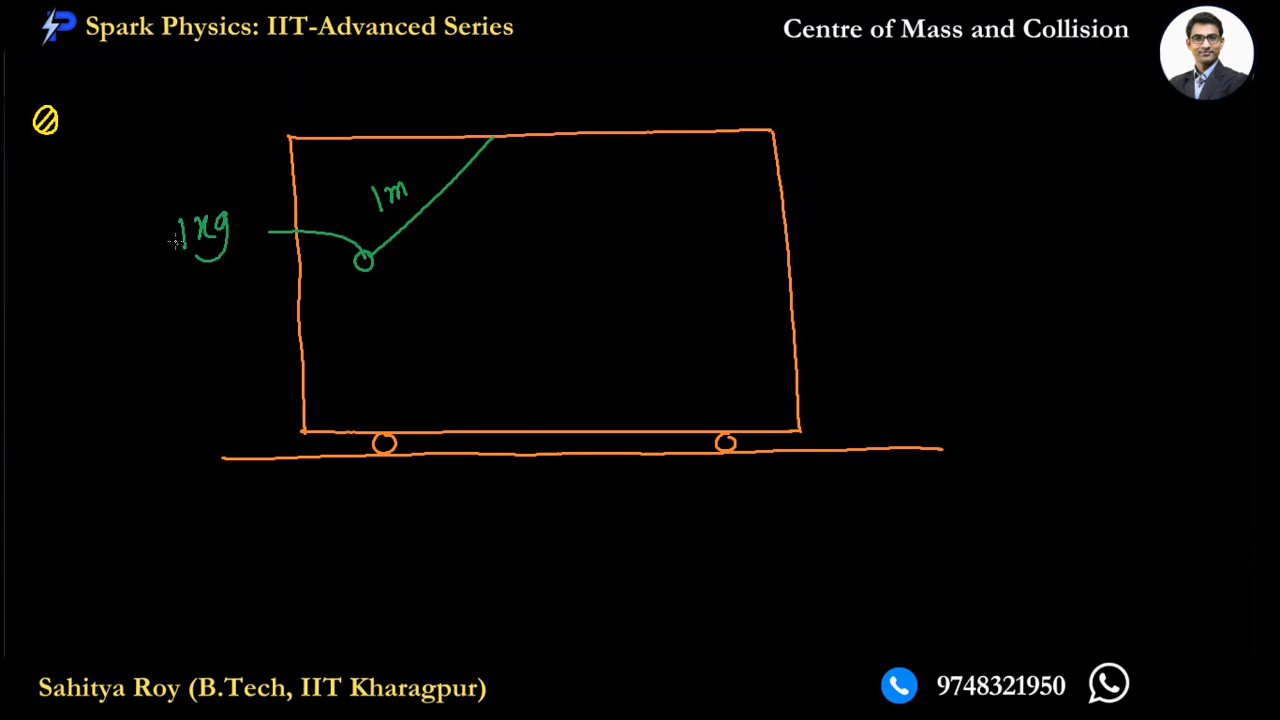 Spark Physics: IIT-Advanced Series
Centre of Mass and Collision
1m
1kg
Sahitya Roy (B.Tech, IIT Kharagpur)
9748321950